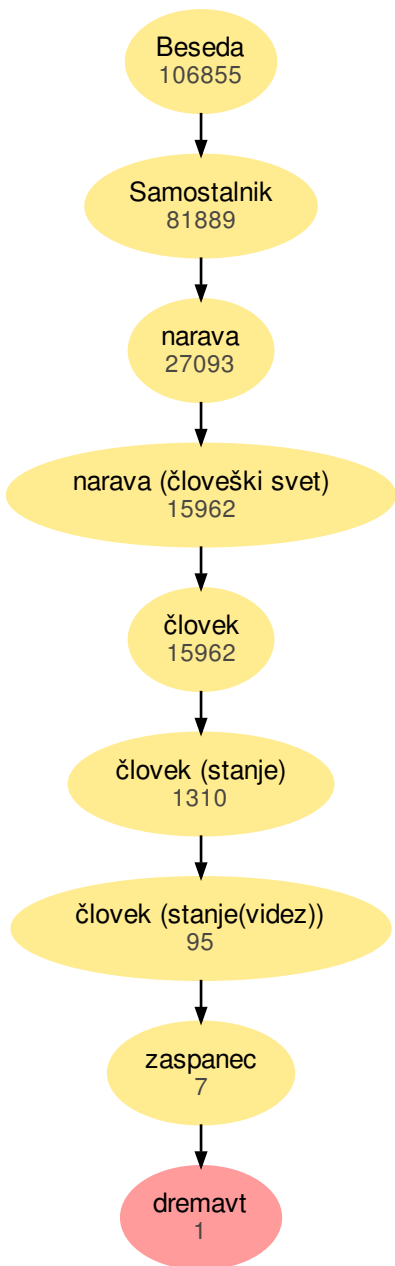 Beseda
106855
Samostalnik
81889
narava
27093
narava (človeški svet)
15962
človek
15962
človek (stanje)
1310
človek (stanje(videz))
95
zaspanec
7
dremavt
1